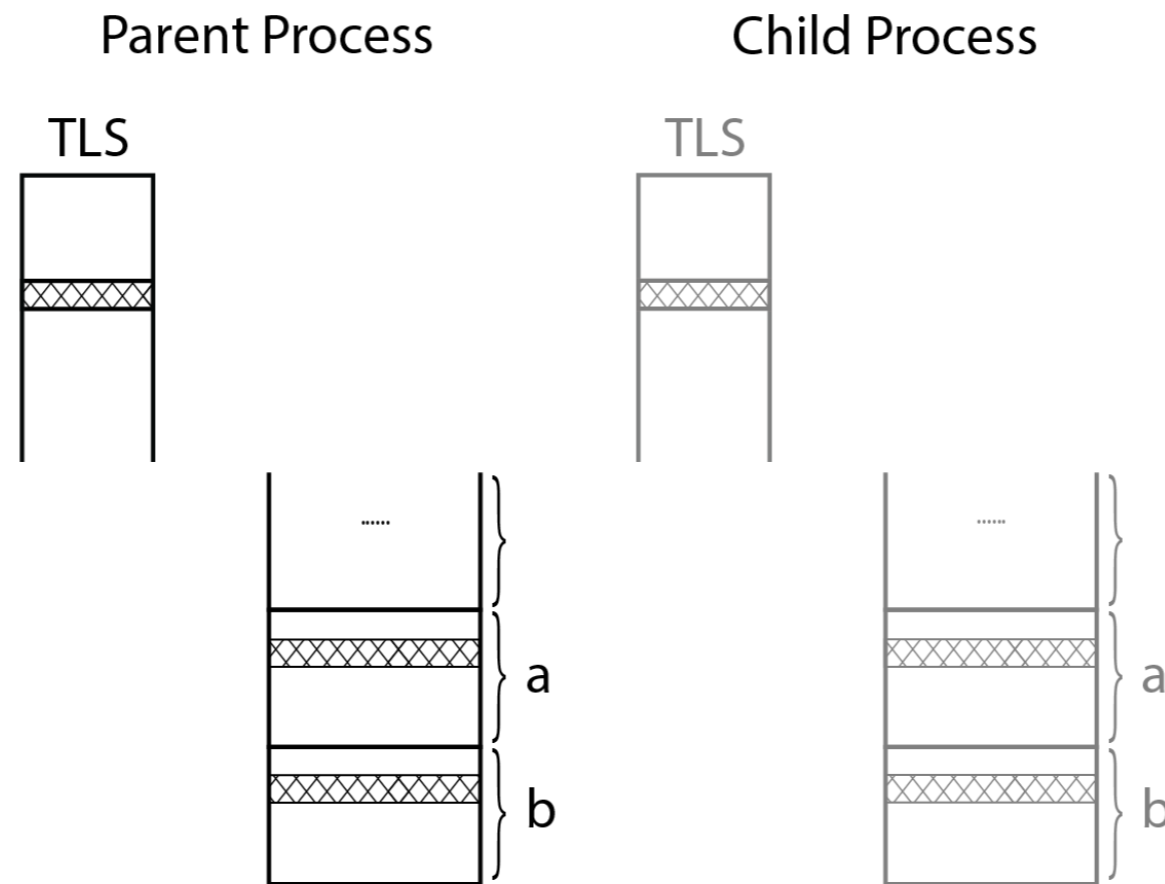 Parent Process
Child Process
TLS
TLS
......
......
a
a
b
b